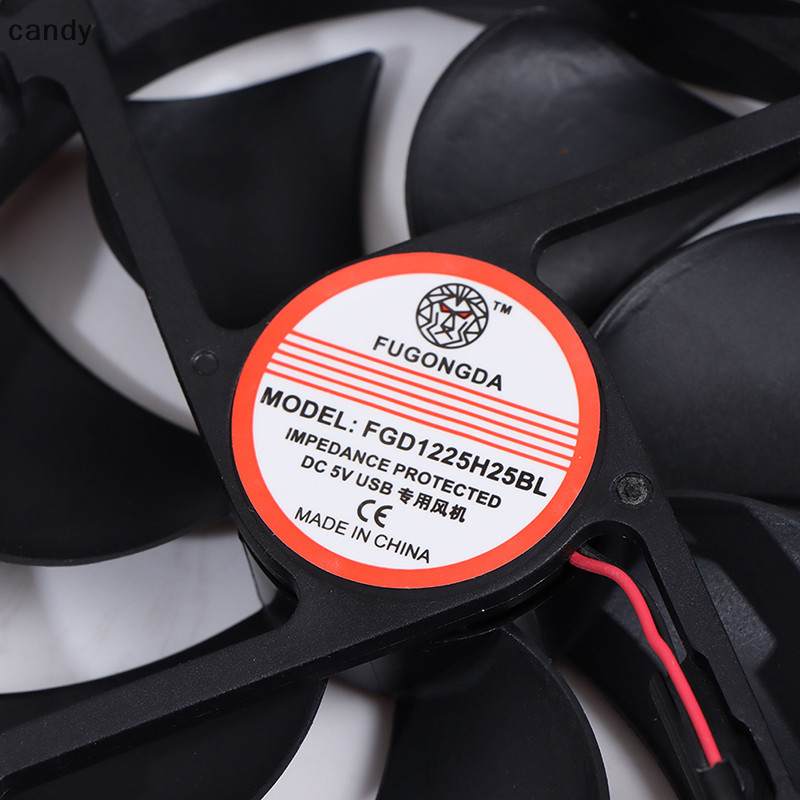 candy
TM
FUGONGDA
MODEL: FGD1225H25BL
IMPEDANCE PROTECTED
DC 5V USB 专用风机
CE
MADE IN CHINA